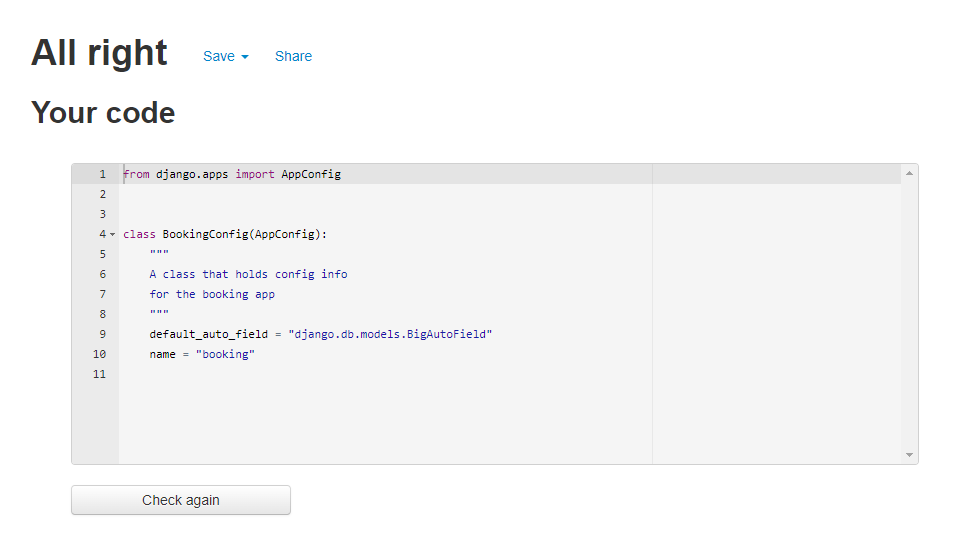 All right Save Share
Your code
1 from django.apps import AppConfig
2
3
4 class BookingConfig(AppConfig):
5     """
6     A class that holds config info
7     for the booking app
8     """
9     default_auto_field = "django.db.models.BigAutoField"
10     name = "booking"
11
Check again